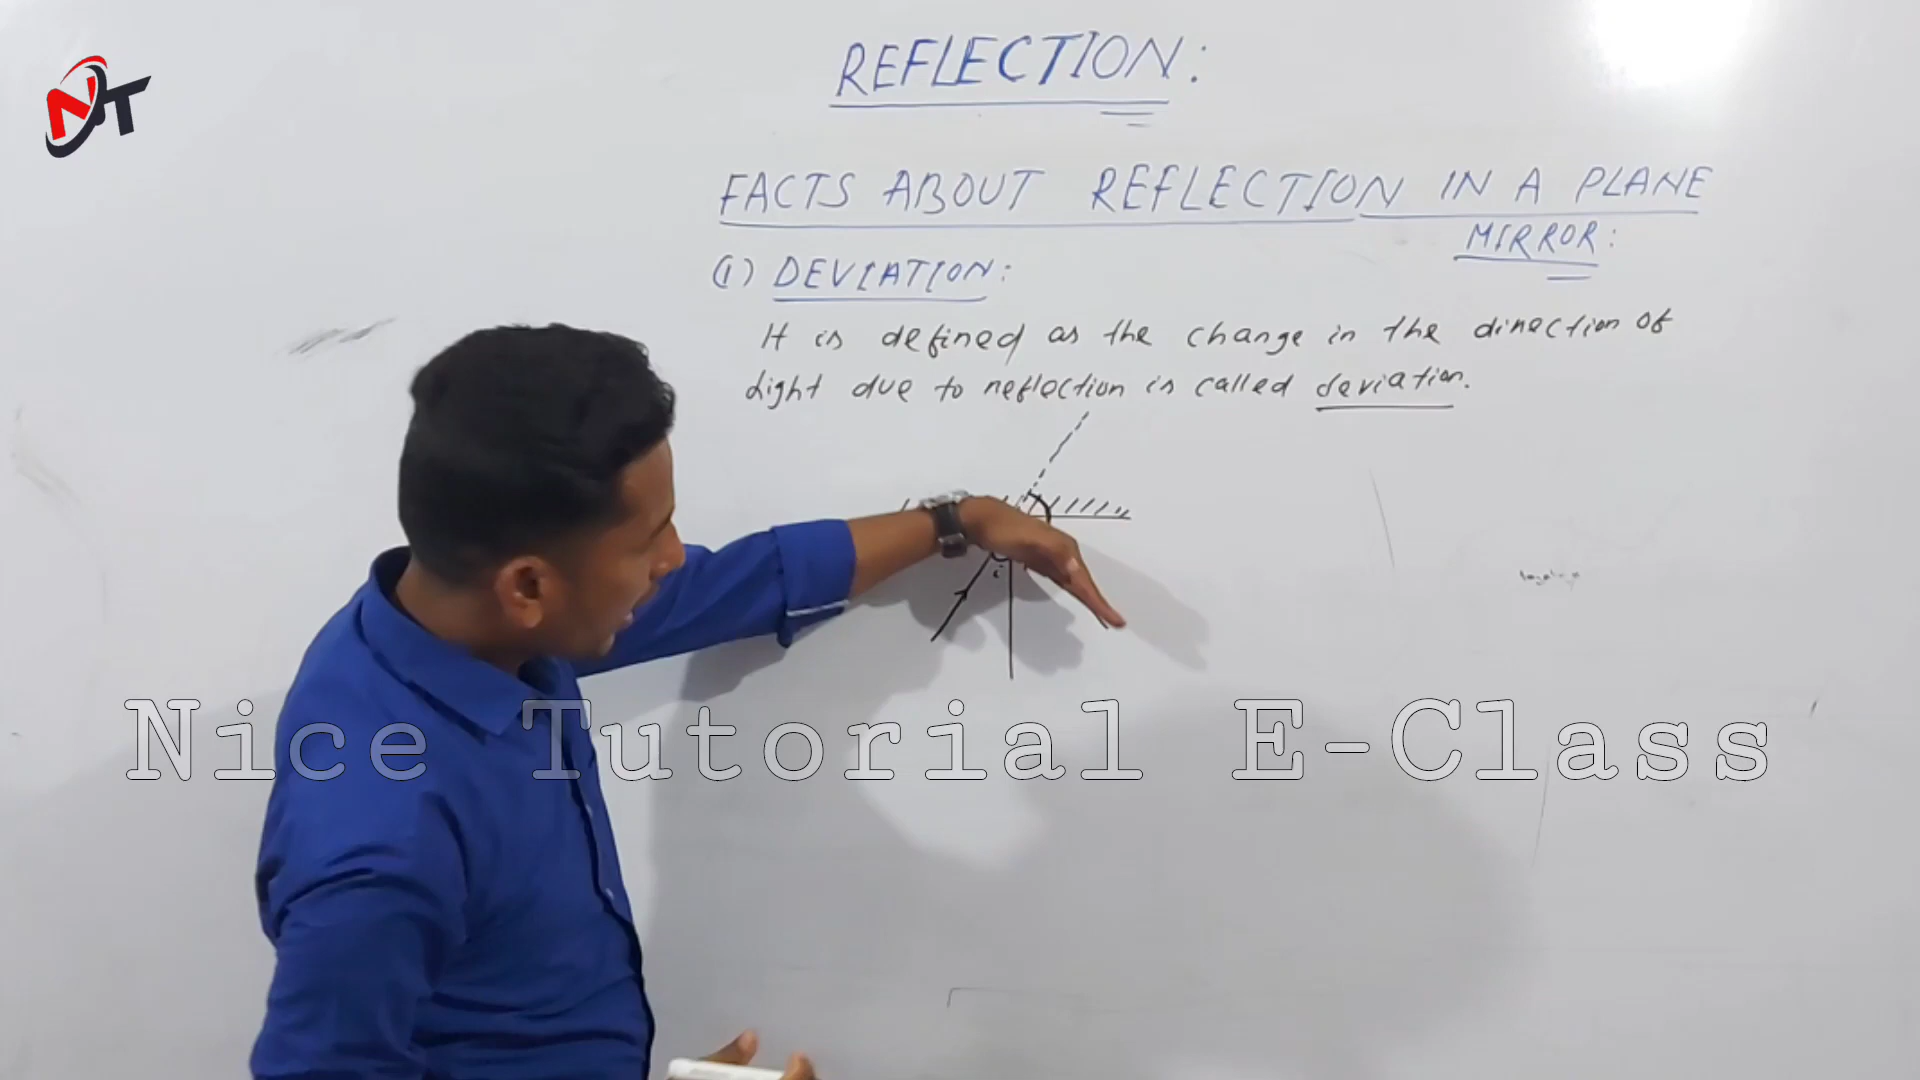 NT
REFLECTION:
FACTS ABOUT REFLECTION IN A PLANE
MIRROR:
(1) DEVIATION:
It is defined as the change in the direction of
Light due to reflection is called deviation.
i
Nice Tutorial E-Class